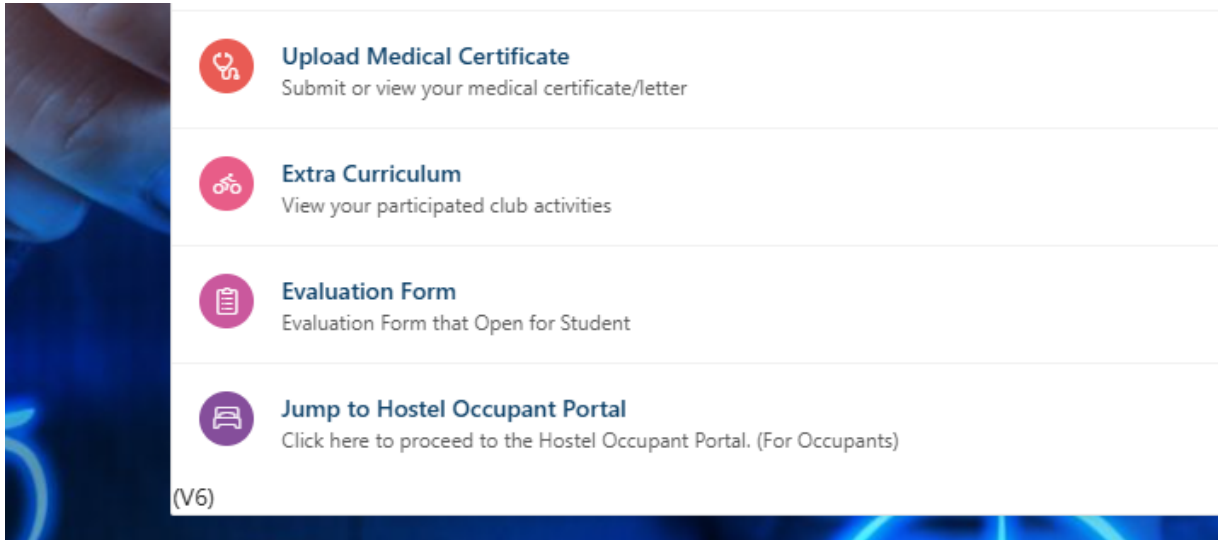 Upload Medical Certificate
Submit or view your medical certificate/letter
Extra Curriculum
View your participated club activities
Evaluation Form
Evaluation Form that Open for Student
Jump to Hostel Occupant Portal
Click here to proceed to the Hostel Occupant Portal. (For Occupants)
(V6)